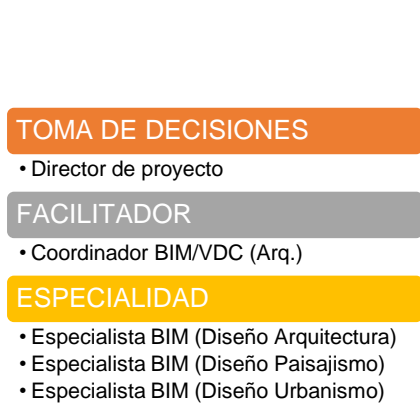 TOMA DE DECISIONES
• Director de proyecto
FACILITADOR
• Coordinador BIM/VDC (Arq.)
ESPECIALIDAD
• Especialista BIM (Diseño Arquitectura)
• Especialista BIM (Diseño Paisajismo)
• Especialista BIM (Diseño Urbanismo)